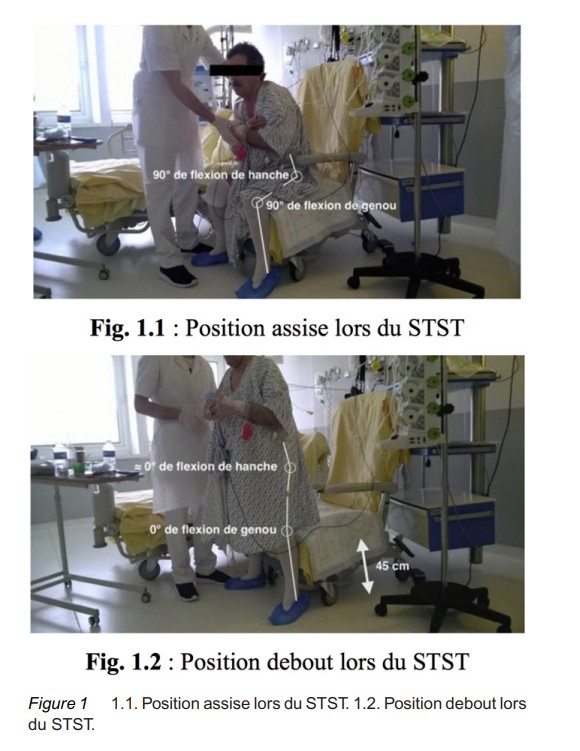 90° de flexion de hanche
90° de flexion de genou
Fig. 1.1 : Position assise lors du STST
≈ 0° de flexion de hanche
0° de flexion de genou
45 cm
Fig. 1.2 : Position debout lors du STST
Figure 1 1.1. Position assise lors du STST. 1.2. Position debout lors
du STST.